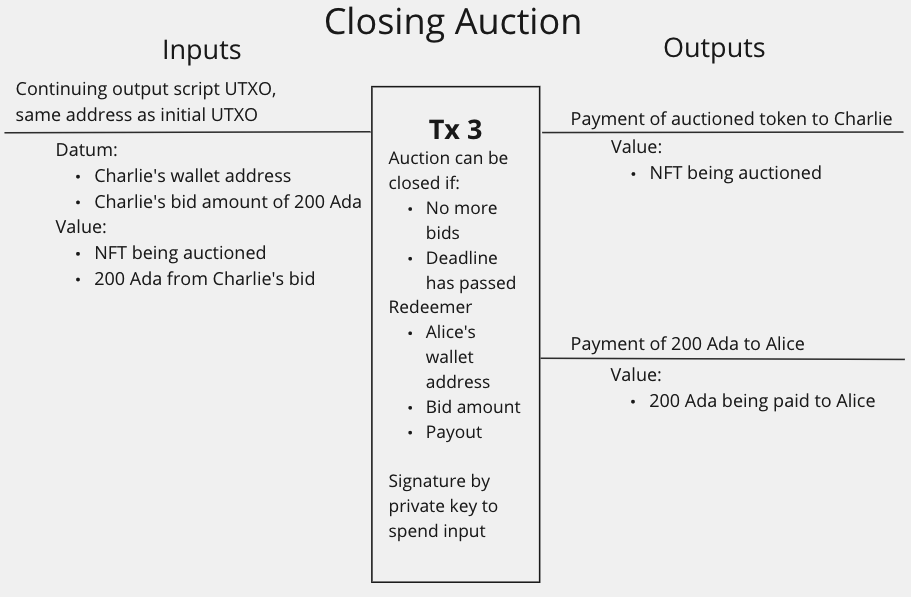 Closing Auction
Inputs
Continuing output script UTXO,
same address as initial UTXO
Datum:
• Charlie's wallet address
• Charlie's bid amount of 200 Ada
Value:
• NFT being auctioned
• 200 Ada from Charlie's bid
Tx 3
Auction can be
closed if:
• No more
bids
• Deadline
has passed
Redeemer
• Alice's
wallet
address
• Bid amount
• Payout
Signature by
private key to
spend input
Outputs
Payment of auctioned token to Charlie
Value:
• NFT being auctioned
Payment of 200 Ada to Alice
Value:
• 200 Ada being paid to Alice